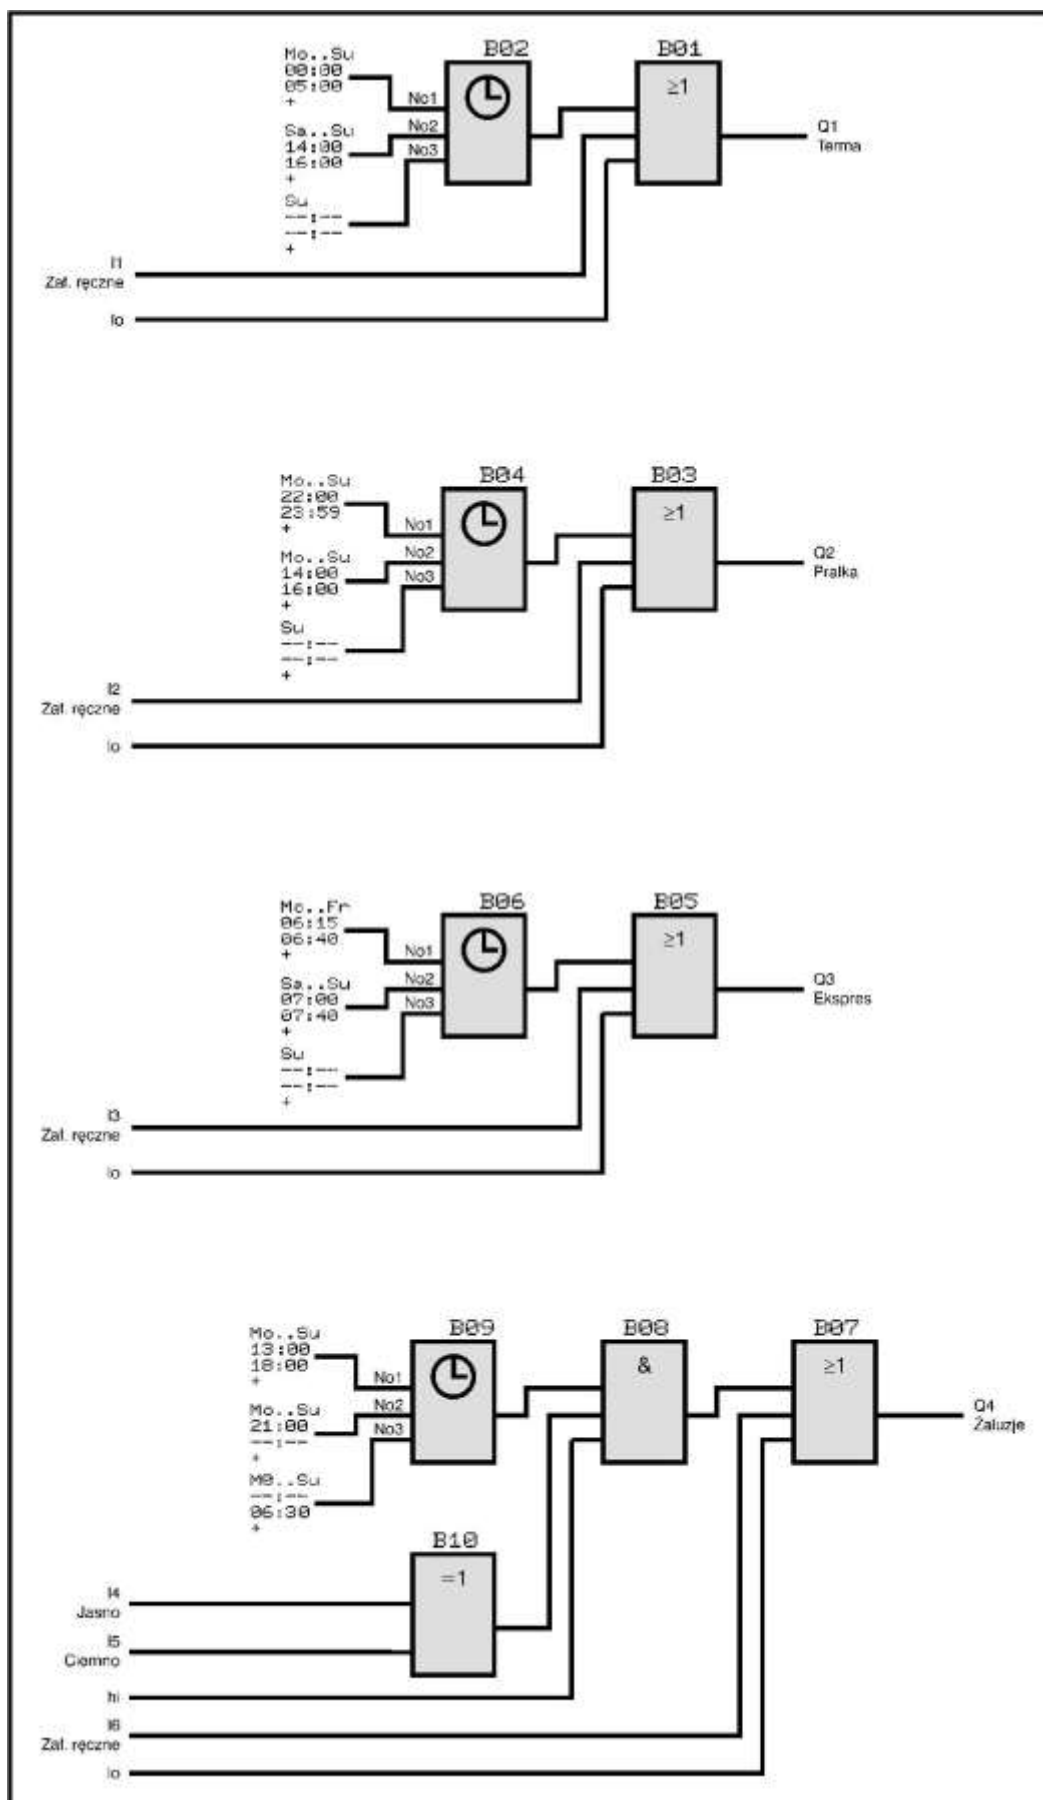 B02
B01
Mo..Su
00:00
05:00
+
No1
≥1
Sa..Su
14:00
16:00
+
No2
No3
Q1
Terma
Su
--:--
--:--
+
I1
Zał. ręczne
lo
B04
B03
Mo..Su
22:00
23:59
+
No1
≥1
Mo..Su
14:00
16:00
+
No2
No3
Q2
Pralka
Su
--:--
--:--
+
I2
Zał. ręczne
lo
B06
B05
Mo..Fr
06:15
06:40
+
No1
≥1
Sa..Su
07:00
07:40
+
No2
No3
Q3
Ekspres
Su
--:--
--:--
+
I3
Zał. ręczne
lo
B09
B08
B07
Mo..Su
13:00
18:00
+
No1
&
≥1
Mo..Su
21:00
--:--
+
No2
No3
Q4
Żaluzje
M0..Su
--:--
06:30
+
B10
=1
I4
Jasno
I5
Ciemno
hi
I6
Zał. ręczne
lo